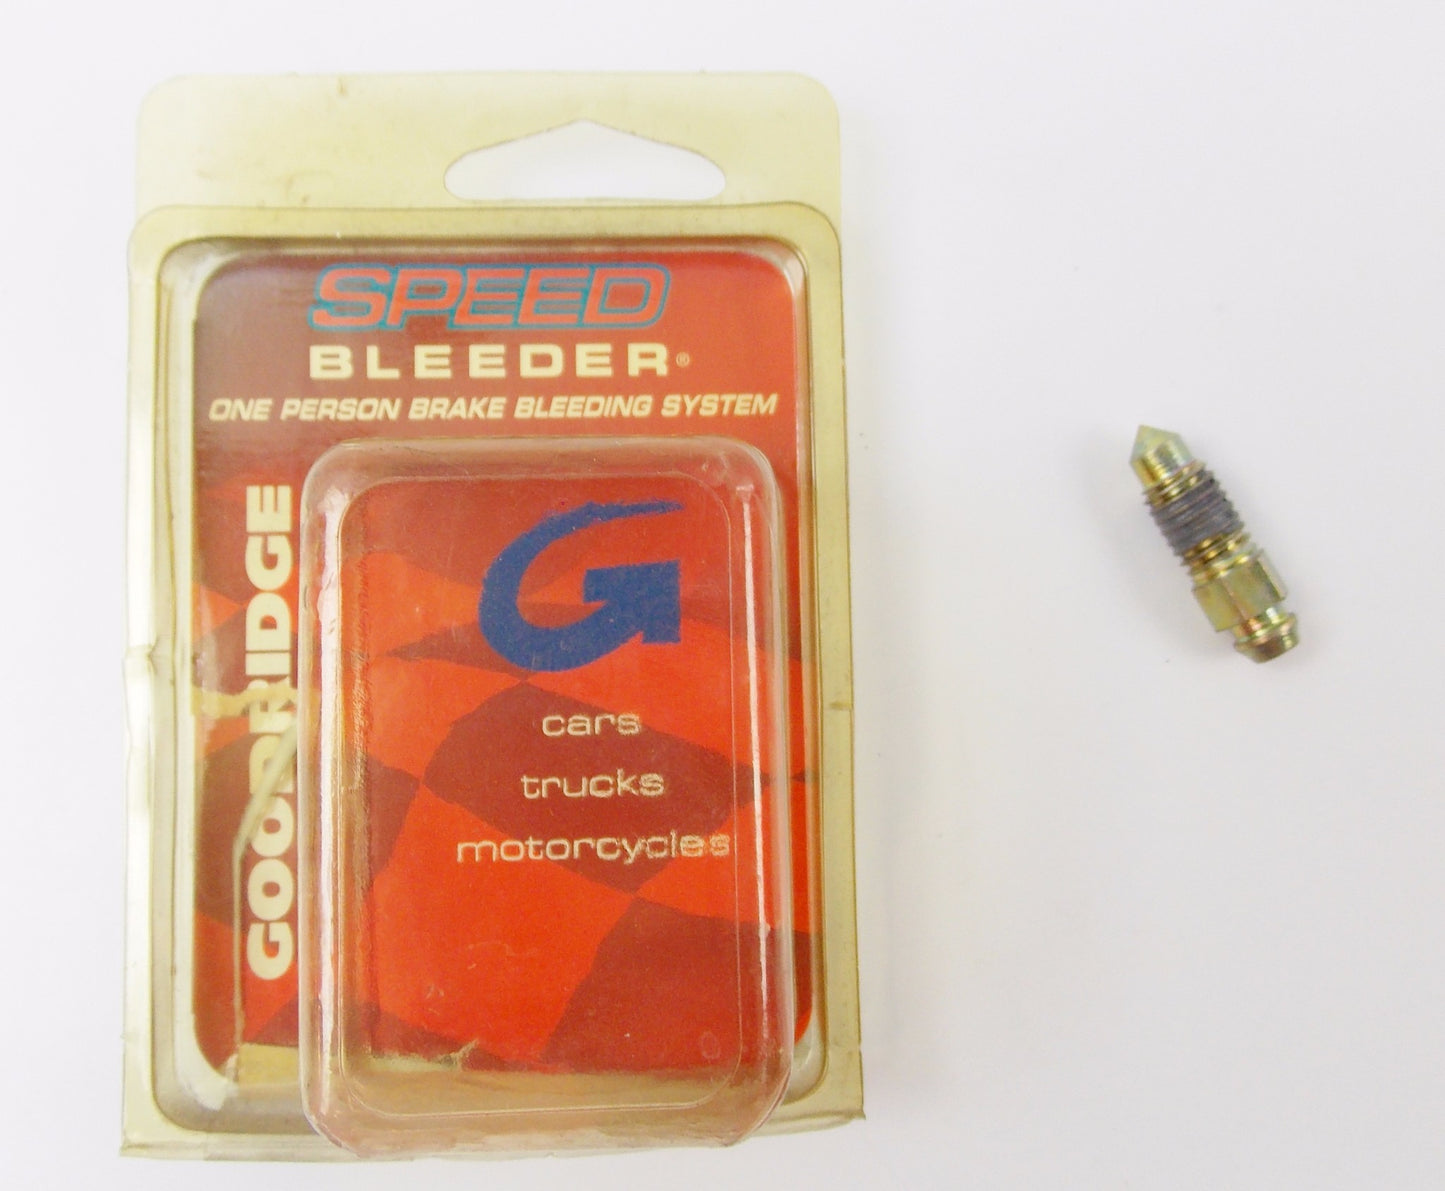 SPEED
BLEEDER®
ONE PERSON BRAKE BLEEDING SYSTEM
GOODRIDGE
G
cars
trucks
motorcycles